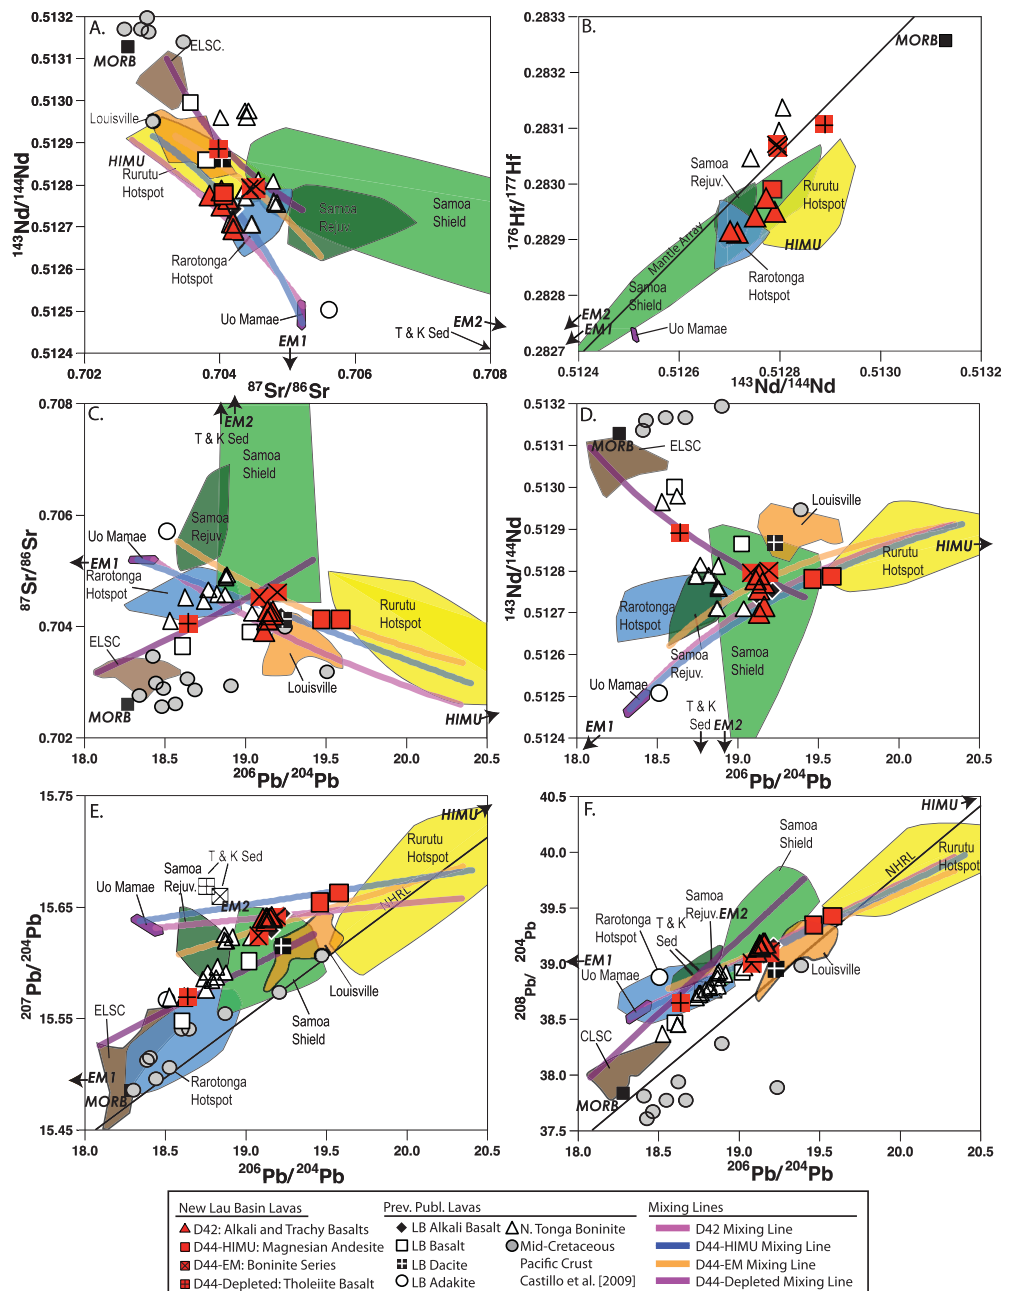 A.
0.5132
0.5131
0.5130
0.5129
0.5128
0.5127
0.5126
0.5125
0.5124
143Nd/144Nd
MORB
ELSC.
Louisville
HIMU
Rurutu
Hotspot
Samoa
Rejuv.
Samoa
Shield
Rarotonga
Hotspot
Uo Mamae
EM1
EM2
T & K Sed
0.702
0.704
0.706
0.708
87Sr/86Sr
B.
0.2833
0.2832
0.2831
0.2830
0.2829
0.2828
0.2827
176Hf/177Hf
MORB
Samoa
Rejuv.
Rurutu
Hotspot
HIMU
Mantle Array
Rarotonga
Hotspot
Samoa
Shield
EM2
EM1
Uo Mamae
0.5124
0.5126
0.5128
0.5130
0.5132
143Nd/144Nd
C.
0.708
0.706
0.704
0.702
87Sr/86Sr
EM2
T & K Sed
Samoa
Shield
Samoa
Rejuv.
Uo Mamae
EM1
Rarotonga
Hotspot
Rurutu
Hotspot
ELSC
Louisville
MORB
HIMU
18.0
18.5
19.0
19.5
20.0
20.5
206Pb/204Pb
D.
0.5132
0.5131
0.5130
0.5129
0.5128
0.5127
0.5126
0.5125
0.5124
143Nd/144Nd
MORB
ELSC
Louisville
Rurutu
Hotspot
HIMU
Rarotonga
Hotspot
Samoa
Rejuv.
Samoa
Shield
Uo Mamae
T & K
Sed
EM2
EM1
18.0
18.5
19.0
19.5
20.0
20.5
206Pb/204Pb
E.
15.75
15.65
15.55
15.45
207Pb/204Pb
HIMU
Rurutu
Hotspot
T & K Sed
Samoa
Rejuv.
Uo Mamae
EM2
NHRL
ELSC
Louisville
Samoa
Shield
EM1
MORB
Rarotonga
Hotspot
18.0
18.5
19.0
19.5
20.0
20.5
206Pb/204Pb
F.
40.5
40.0
39.5
39.0
38.5
38.0
37.5
208Pb/204Pb
HIMU
Samoa
Shield
NHRL
Rurutu
Hotspot
Samoa
Rejuv.
EM2
Rarotonga
Hotspot
T & K
Sed
EM1
Uo Mamae
Louisville
CLSC
MORB
18.0
18.5
19.0
19.5
20.0
20.5
206Pb/204Pb
New Lau Basin Lavas
D42: Alkali and Trachy Basalts
D44-HIMU: Magnesian Andesite
D44-EM: Boninite Series
D44-Depleted: Tholeiite Basalt
Prev. Publ. Lavas
LB Alkali Basalt
LB Basalt
LB Dacite
LB Adakite
N. Tonga Boninite
Mid-Cretaceous
Pacific Crust
Castillo et al. [2009]
Mixing Lines
D42 Mixing Line
D44-HIMU Mixing Line
D44-EM Mixing Line
D44-Depleted Mixing Line